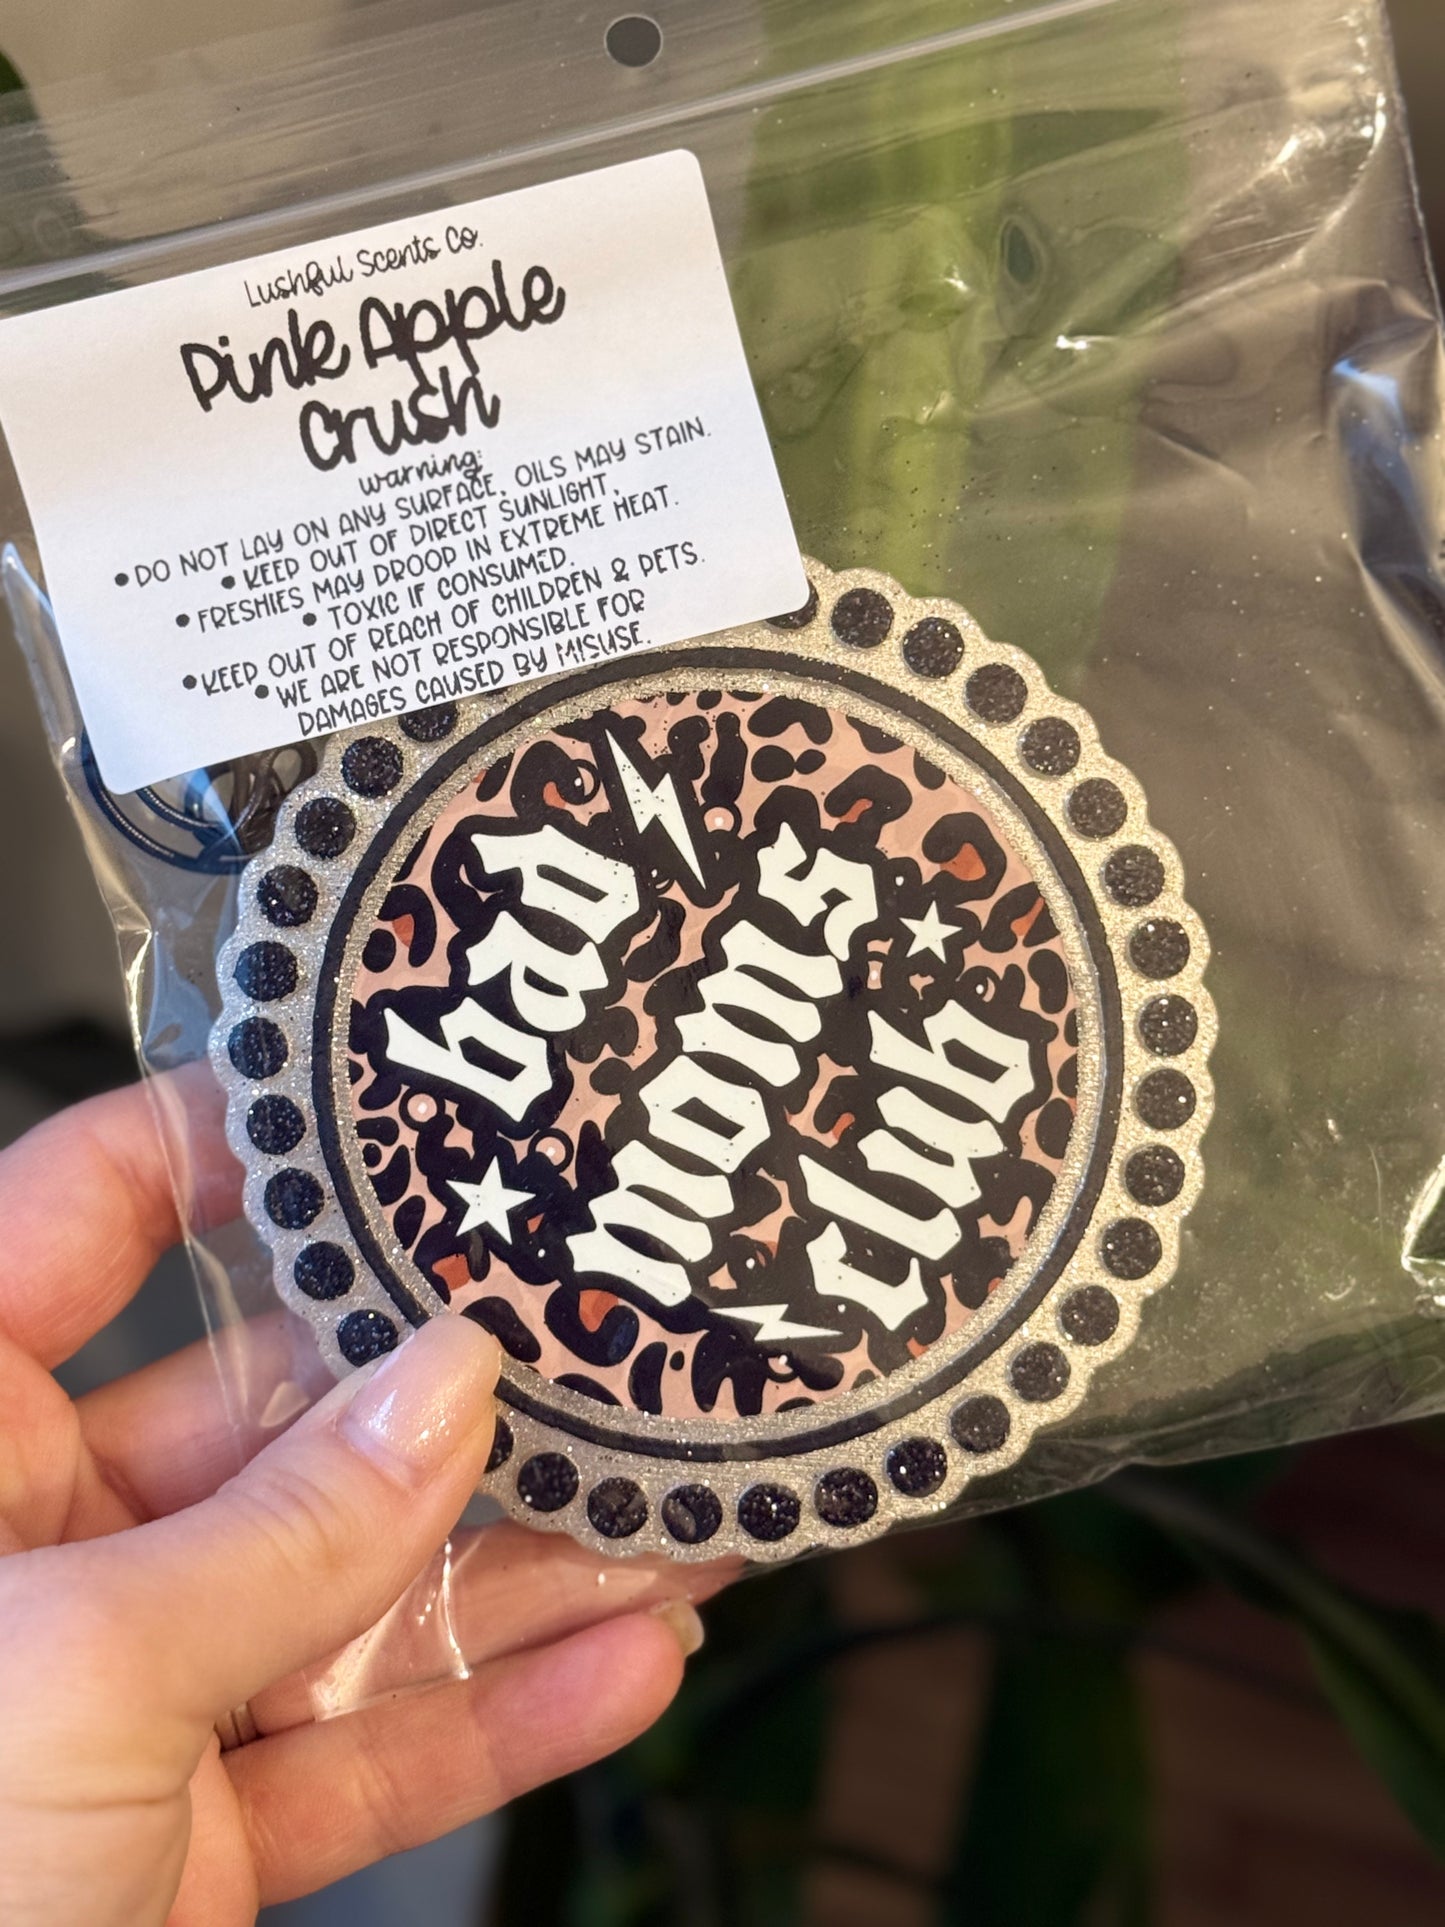 Lushful Scents Co.
Pink Apple
Crush
warning:
• DO NOT LAY ON ANY SURFACE, OILS MAY STAIN.
• KEEP OUT OF DIRECT SUNLIGHT,
• FRESHIES MAY DROOP IN EXTREME HEAT.
• TOXIC IF CONSUMED.
• KEEP OUT OF REACH OF CHILDREN & PETS.
• WE ARE NOT RESPONSIBLE FOR
DAMAGES CAUSED BY MISUSE.
bad
moms
club